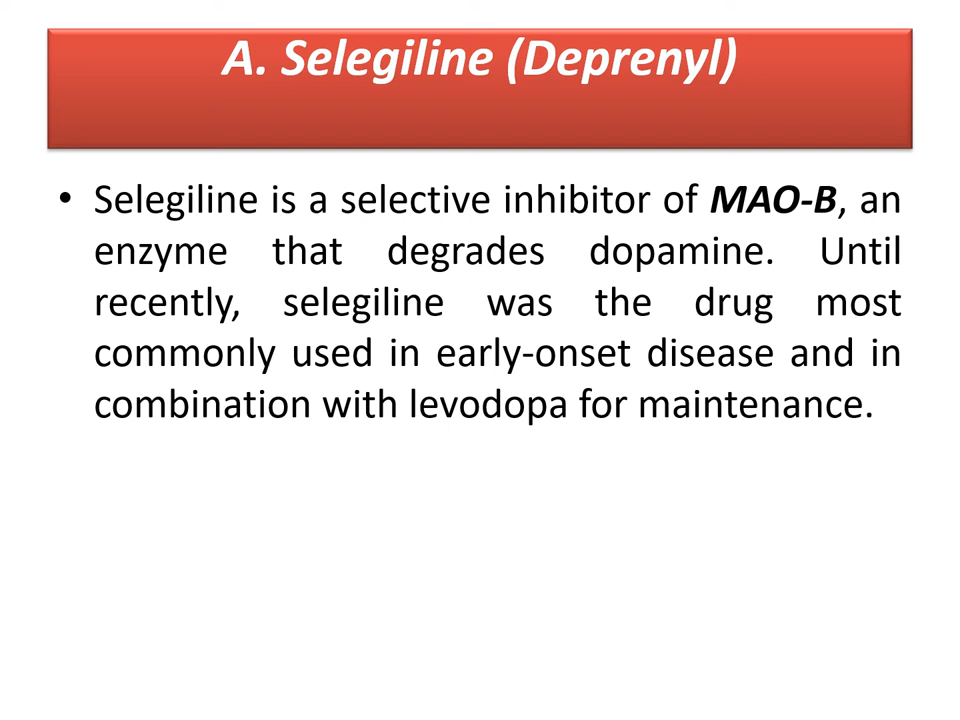 A. Selegiline (Deprenyl)
• Selegiline is a selective inhibitor of MAO-B, an
enzyme that degrades dopamine. Until
recently, selegiline was the drug most
commonly used in early-onset disease and in
combination with levodopa for maintenance.